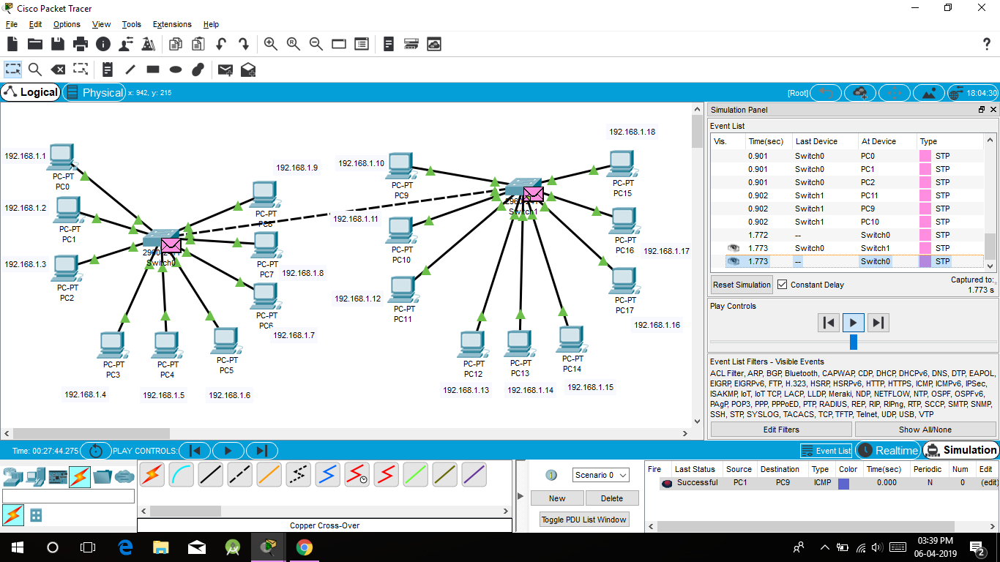 Cisco Packet Tracer
File Edit Options View Tools Extensions Help
?
Logical Physical x: 942, y: 215 [Root] 18:04:30
192.168.1.1
PC-PT
PC0
192.168.1.2
PC-PT
PC1
192.168.1.3
PC-PT
PC2
192.168.1.9
PC-PT
PC-PT
PC7
192.168.1.8
PC-PT
192.168.1.7
Switch0
PC-PT
PC3
192.168.1.4
PC-PT
PC4
192.168.1.5
PC-PT
PC5
192.168.1.6
192.168.1.10
PC-PT
PC9
192.168.1.11
PC-PT
PC10
192.168.1.12
PC-PT
PC11
Switch1
192.168.1.18
PC-PT
PC15
PC-PT
PC16
192.168.1.17
PC-PT
PC17
192.168.1.16
PC-PT
PC12
192.168.1.13
PC-PT
PC13
192.168.1.14
PC-PT
PC14
192.168.1.15
Simulation Panel
Event List
Vis. Time(sec) Last Device At Device Type
0.901 Switch0 PC0 STP
0.901 Switch0 PC1 STP
0.901 Switch0 PC2 STP
0.902 Switch1 PC11 STP
0.902 Switch1 PC9 STP
0.902 Switch1 PC10 STP
1.772 -- Switch0 STP
1.773 Switch0 Switch1 STP
1.773 -- Switch0 STP
Reset Simulation Constant Delay Captured to:
1.773 s
Play Controls
Event List Filters - Visible Events
ACL Filter, ARP, BGP, Bluetooth, CAPWAP, CDP, DHCP, DHCPv6, DNS, DTP, EAPOL,
EIGRP, EIGRPv6, FTP, H.323, HSRP, HSRPv6, HTTP, HTTPS, ICMP, ICMPv6, IPSec,
ISAKMP, IoT, IoT TCP, LACP, LLDP, Meraki, NDP, NETFLOW, NTP, OSPF, OSPFv6,
PAgP, POP3, PPP, PPPoED, PTP, RADIUS, REP, RIP, RIPng, RTP, SCCP, SMTP, SNMP,
SSH, STP, SYSLOG, TACACS, TCP, TFTP, Telnet, UDP, USB, VTP
Edit Filters Show All/None
Time: 00:27:44.275 PLAY CONTROLS: Event List Realtime Simulation
Copper Cross-Over
Scenario 0
New Delete
Toggle PDU List Window
Fire Last Status Source Destination Type Color Time(sec) Periodic Num Edit
Successful PC1 PC9 ICMP 0.000 N 0 (edit)
03:39 PM
06-04-2019
2